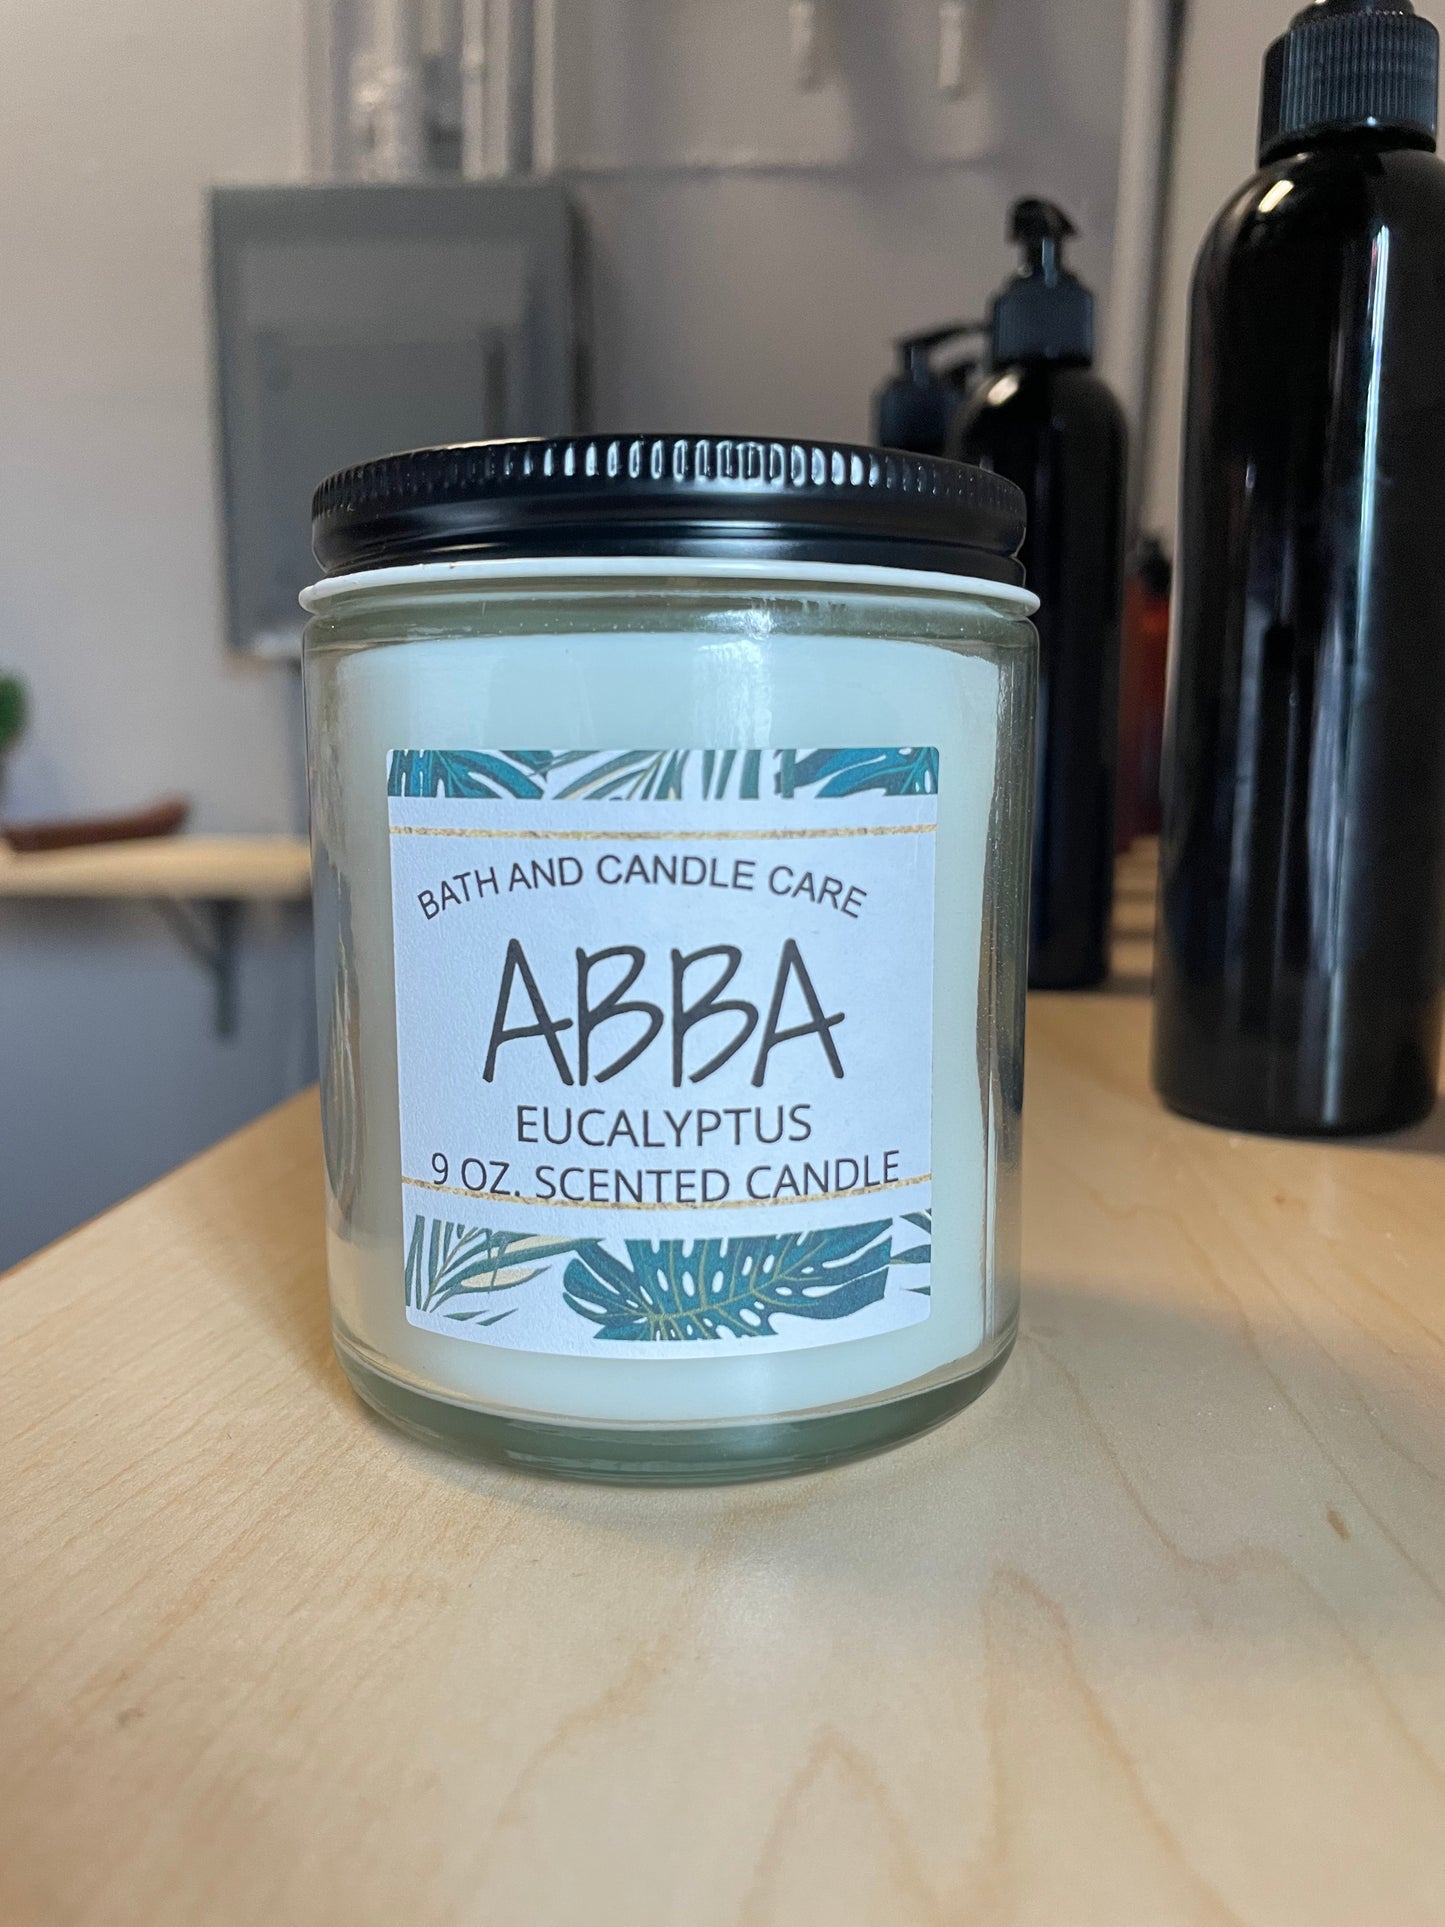 BATH AND CANDLE CARE
ABBA
EUCALYPTUS
9 OZ. SCENTED CANDLE